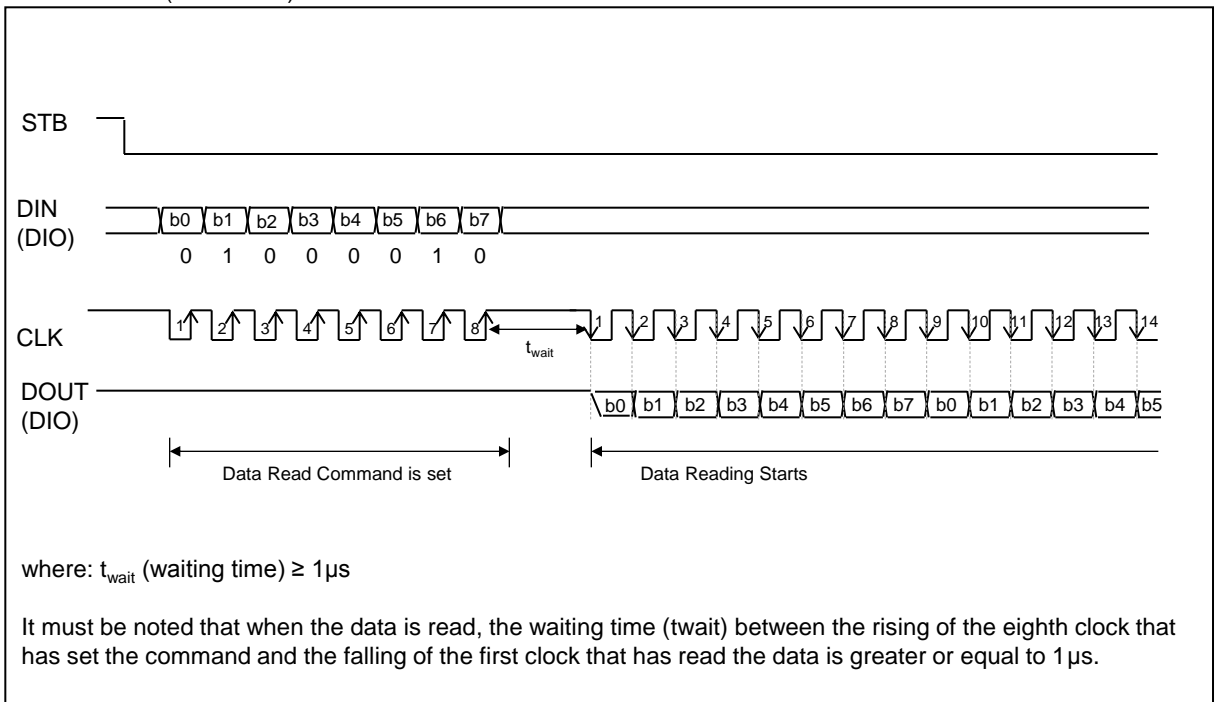 STB
DIN
(DIO)
b0 b1 b2 b3 b4 b5 b6 b7
0 1 0 0 0 0 1 0
CLK
1 2 3 4 5 6 7 8
twait
1 2 3 4 5 6 7 8 9 10 11 12 13 14
DOUT
(DIO)
b0 b1 b2 b3 b4 b5 b6 b7 b0 b1 b2 b3 b4 b5
Data Read Command is set
Data Reading Starts
where: twait (waiting time) ≥ 1µs
It must be noted that when the data is read, the waiting time (twait) between the rising of the eighth clock that
has set the command and the falling of the first clock that has read the data is greater or equal to 1µs.